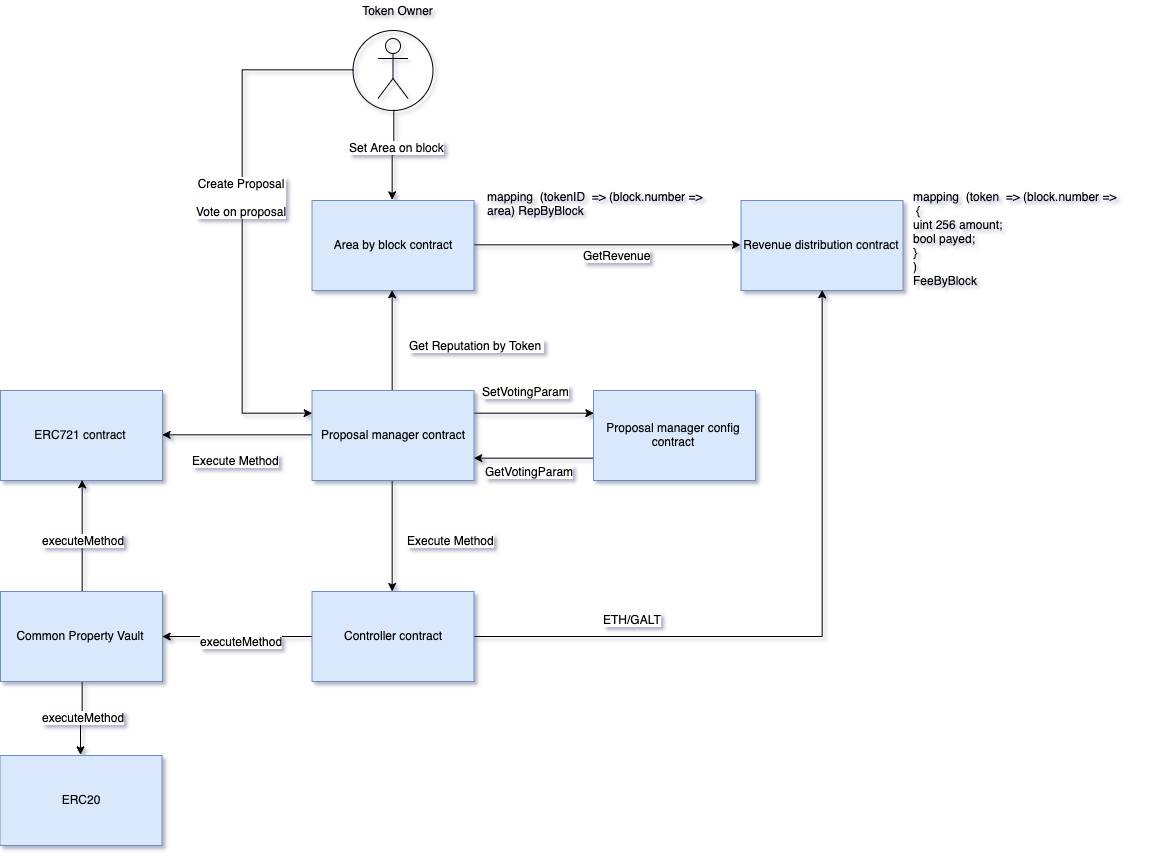 Token Owner
Set Area on block
Create Proposal
Vote on proposal
mapping (tokenID => (block.number =>
area) RepByBlock
mapping (token => (block.number =>
{
uint 256 amount;
bool payed;
}
)
FeeByBlock
Area by block contract
GetRevenue
Revenue distribution contract
Get Reputation by Token
SetVotingParam
ERC721 contract
Proposal manager contract
Proposal manager config
contract
Execute Method
GetVotingParam
executeMethod
Execute Method
Common Property Vault
executeMethod
Controller contract
ETH/GALT
executeMethod
ERC20